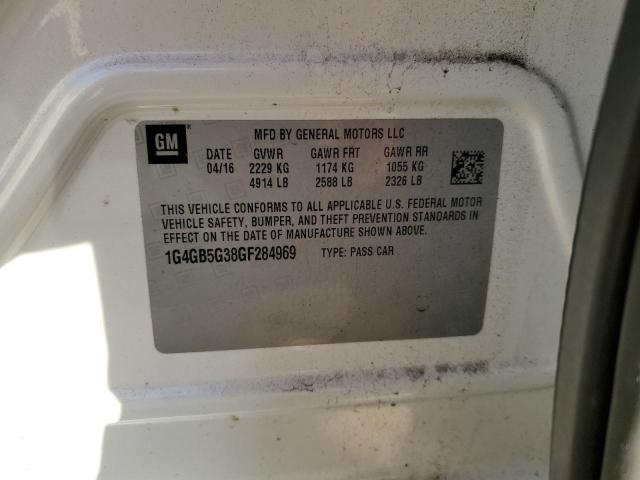 GM
MFD BY GENERAL MOTORS LLC
DATE GVWR GAWR FRT GAWR RR
04/16 2229 KG 1174 KG 1055 KG
4914 LB 2588 LB 2326 LB
THIS VEHICLE CONFORMS TO ALL APPLICABLE U.S. FEDERAL MOTOR
VEHICLE SAFETY, BUMPER, AND THEFT PREVENTION STANDARDS IN
EFFECT ON THE DATE OF MANUFACTURE SHOWN ABOVE.
1G4GB5G38GF284969 TYPE: PASS CAR